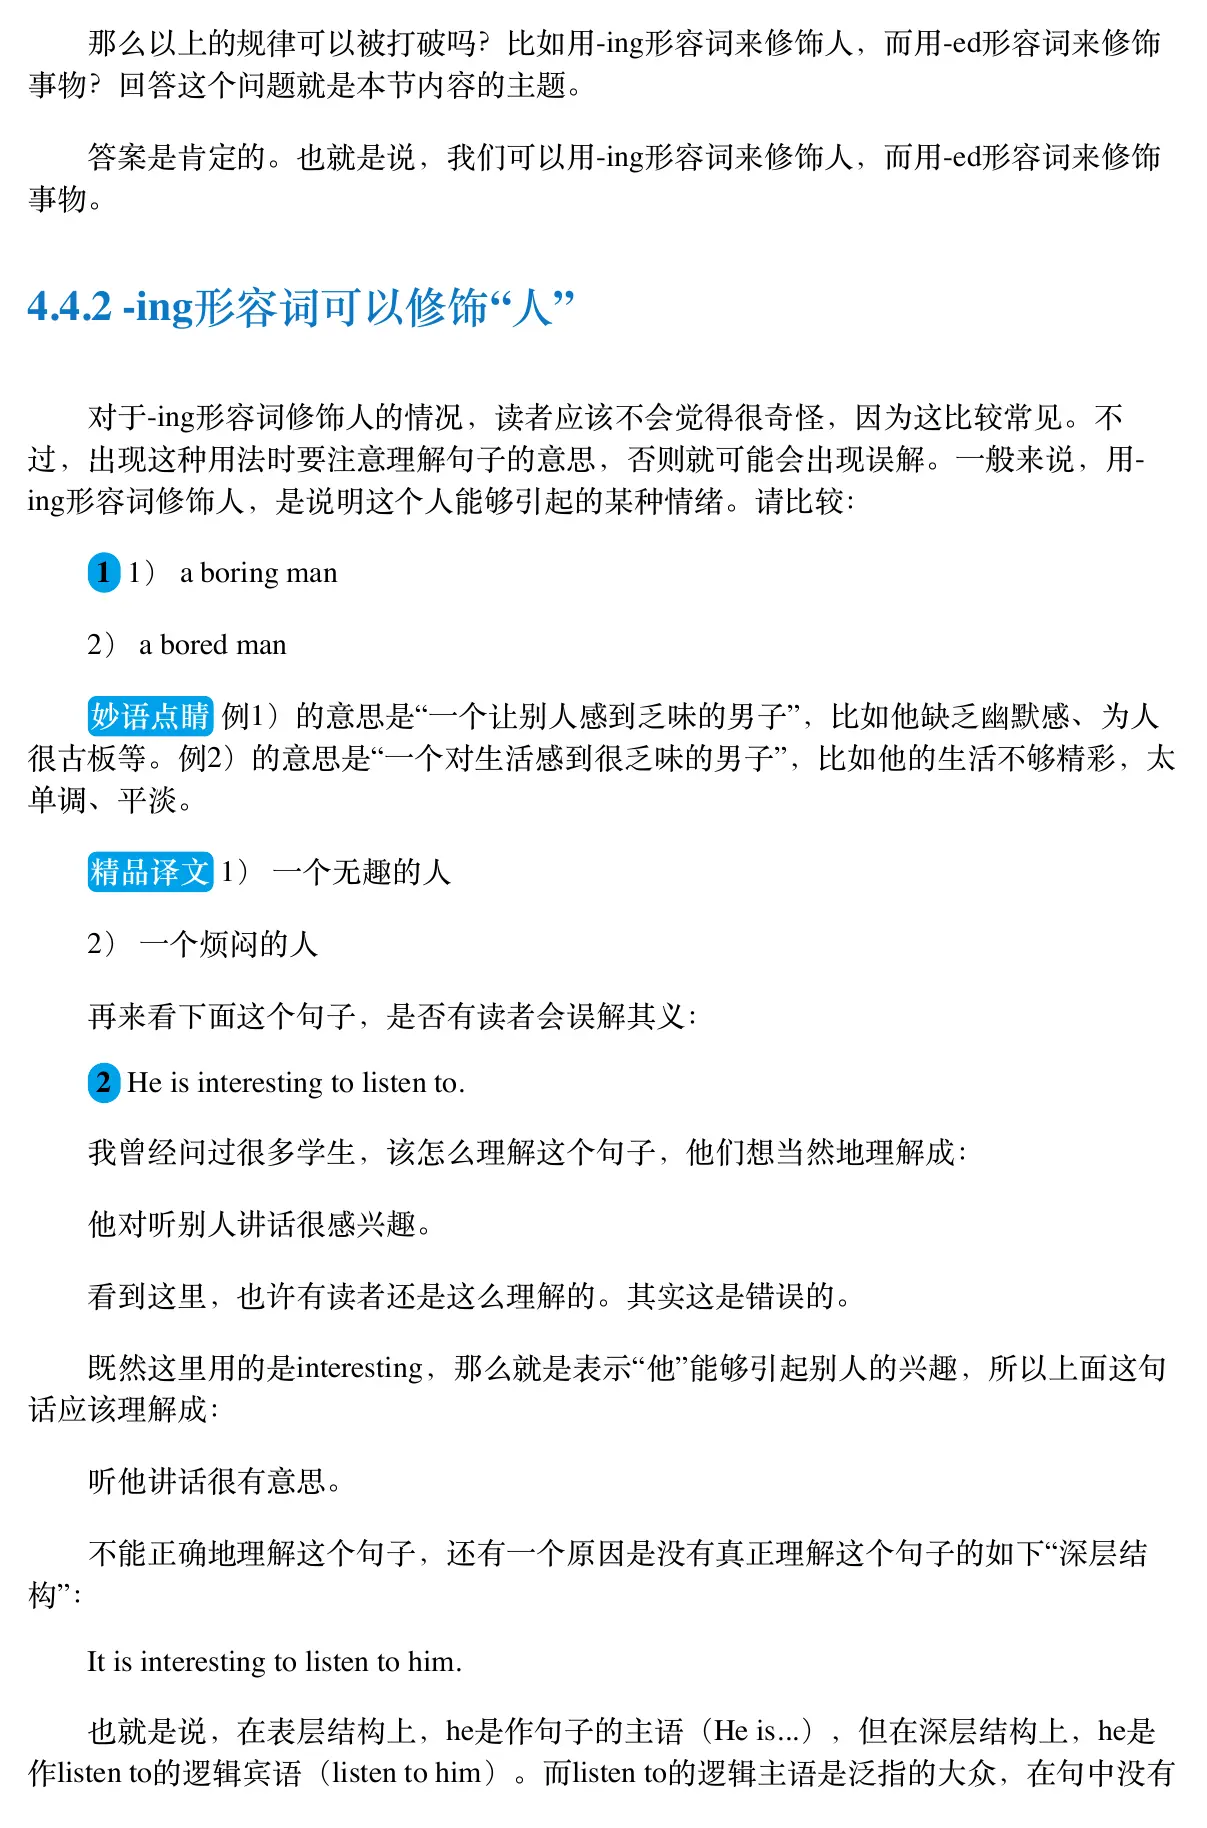 那么以上的规律可以被打破吗？比如用-ing形容词来修饰人，而用-ed形容词来修饰
事物？回答这个问题就是本节内容的主题。
答案是肯定的。也就是说，我们可以用-ing形容词来修饰人，而用-ed形容词来修饰
事物。
4.4.2 -ing形容词可以修饰“人”
对于-ing形容词修饰人的情况，读者应该不会觉得很奇怪，因为这比较常见。不
过，出现这种用法时要注意理解句子的意思，否则就可能会出现误解。一般来说，用-
ing形容词修饰人，是说明这个人能够引起的某种情绪。请比较：
1 1） a boring man
2） a bored man
妙语点睛 例1）的意思是“一个让别人感到乏味的男子”，比如他缺乏幽默感、为人
很古板等。例2）的意思是“一个对生活感到很乏味的男子”，比如他的生活不够精彩，太
单调、平淡。
精品译文 1） 一个无趣的人
2） 一个烦闷的人
再来看下面这个句子，是否有读者会误解其义：
2 He is interesting to listen to.
我曾经问过很多学生，该怎么理解这个句子，他们想当然地理解成：
他对听别人讲话很感兴趣。
看到这里，也许有读者还是这么理解的。其实这是错误的。
既然这里用的是interesting，那么就是表示“他”能够引起别人的兴趣，所以上面这句
话应该理解成：
听他讲话很有意思。
不能正确地理解这个句子，还有一个原因是没有真正理解这个句子的如下“深层结
构”：
It is interesting to listen to him.
也就是说，在表层结构上，he是作句子的主语（He is...），但在深层结构上，he是
作listen to的逻辑宾语（listen to him）。而listen to的逻辑主语是泛指的大众，在句中没有